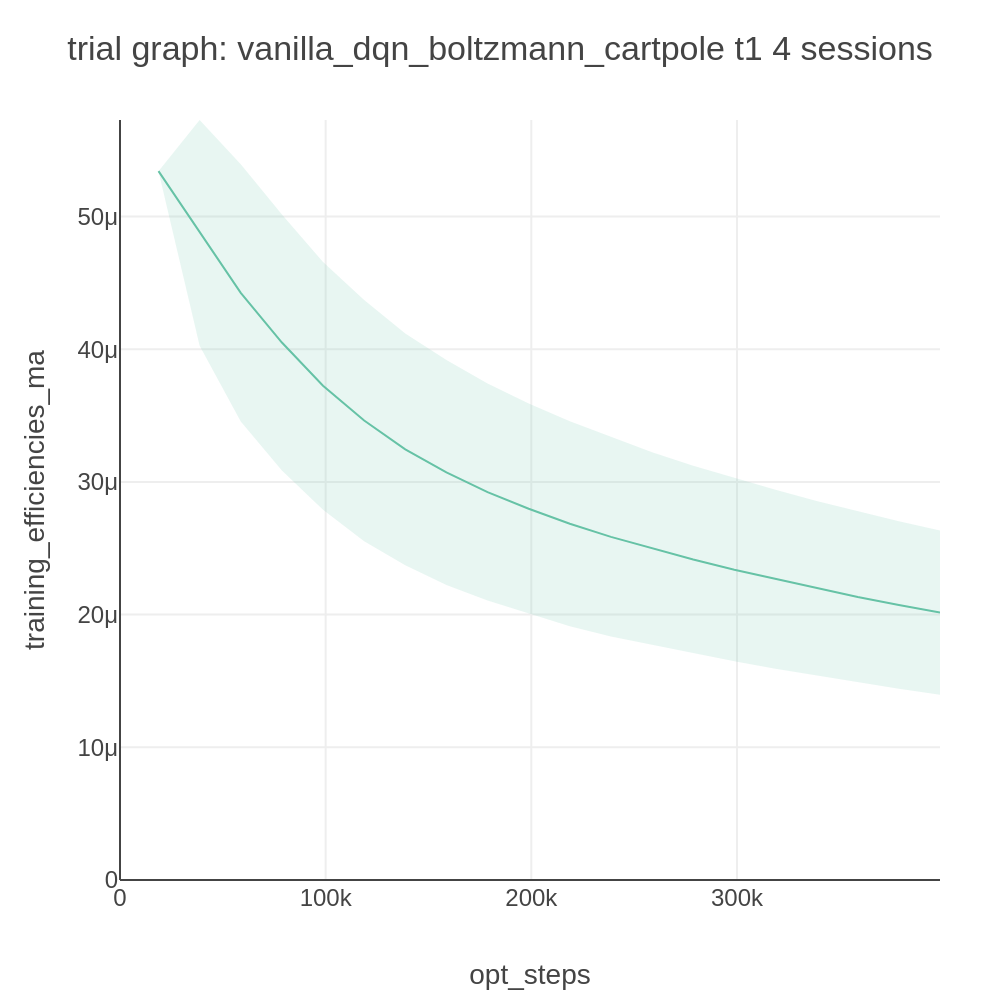 trial graph: vanilla_dqn_boltzmann_cartpole t1 4 sessions
training_efficiencies_ma
50μ
40μ
30μ
20μ
10μ
0
0
100k
200k
300k
opt_steps